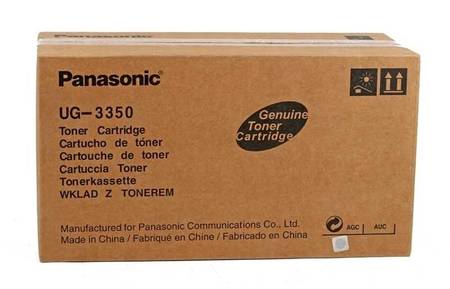 Panasonic
UG-3350
Toner Cartridge
Cartucho de tóner
Cartouche de toner
Cartuccia Toner
Tonerkassette
WKLAD Z TONEREM
Genuine
Toner
Cartridge
Manufactured for Panasonic Communications Co., Ltd.
Made in China / Fabriqué en Chine / Fabricado en China
AGC AUC